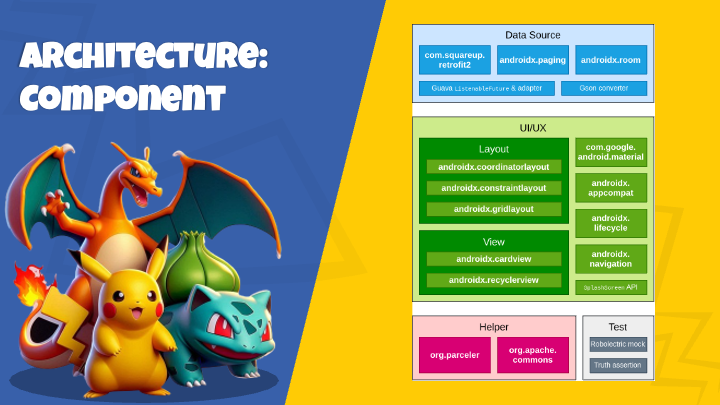 ARCHITECTURE:
COMPONENT
Data Source
com.squareup.
retrofit2
androidx.paging
androidx.room
Guava ListenableFuture & adaptor
Gson converter
UI/UX
Layout
androidx.coordinatorlayout
androidx.constraintlayout
androidx.gridlayout
View
androidx.cardview
androidx.recyclerview
com.google.
android.material
androidx.
appcompat
androidx.
lifecycle
androidx.
navigation
SplashScreen API
Helper
org.parceler
org.apache.
commons
Test
Robolectric mock
Truth assertion